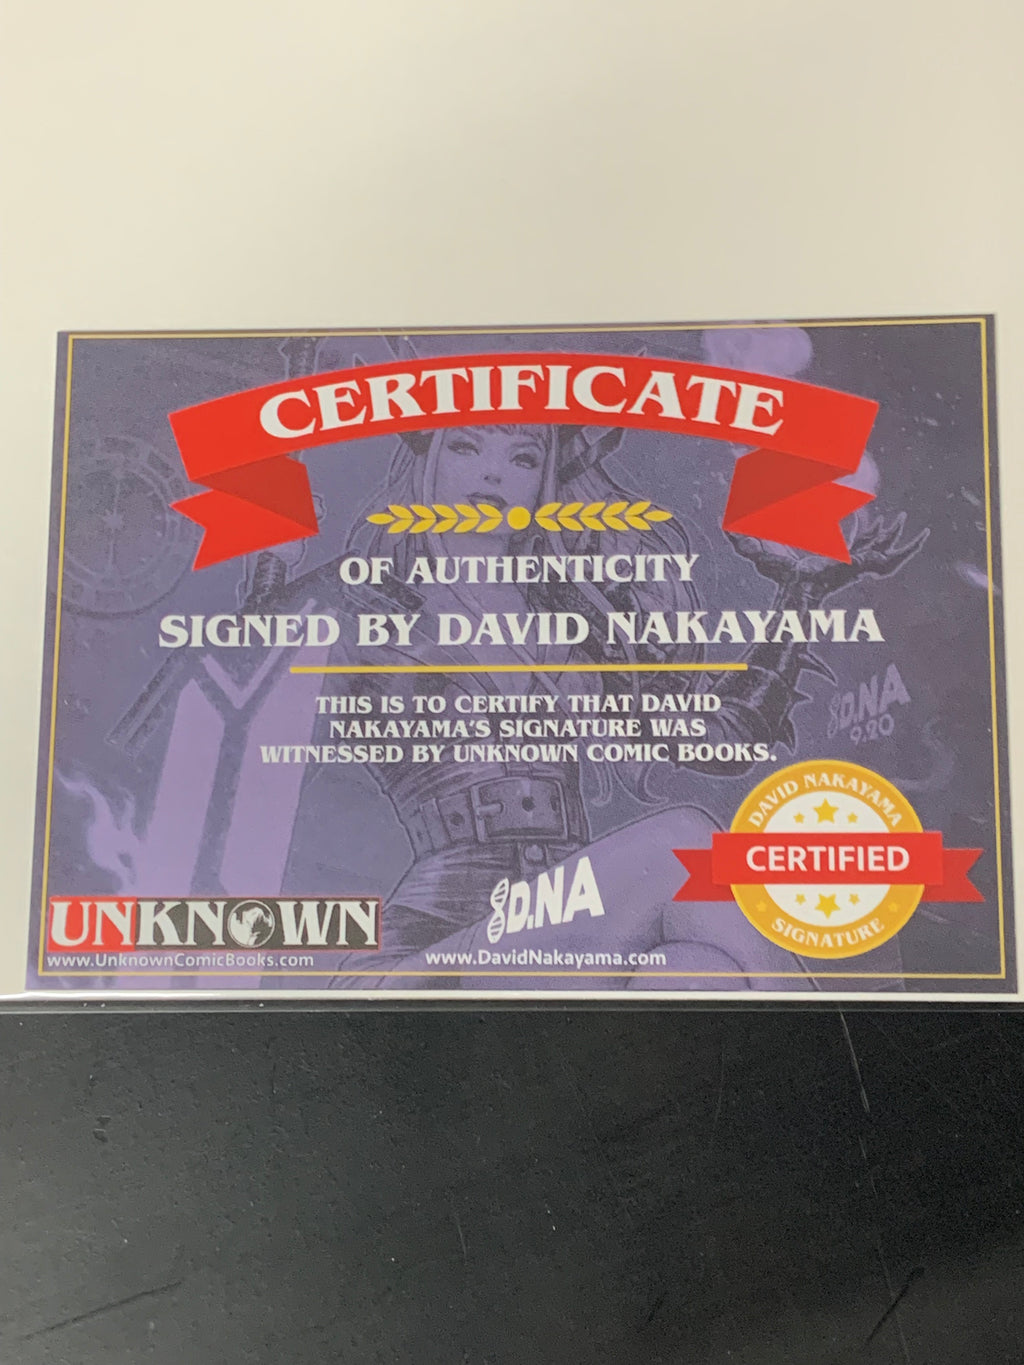 CERTIFICATE
OF AUTHENTICITY
SIGNED BY DAVID NAKAYAMA
THIS IS TO CERTIFY THAT DAVID
NAKAYAMA'S SIGNATURE WAS
WITNESSED BY UNKNOWN COMIC BOOKS.
D.NA
9.20
DAVID NAKAYAMA
CERTIFIED
SIGNATURE
UNKNOWN
www.UnknownComicBooks.com
D.NA
www.DavidNakayama.com